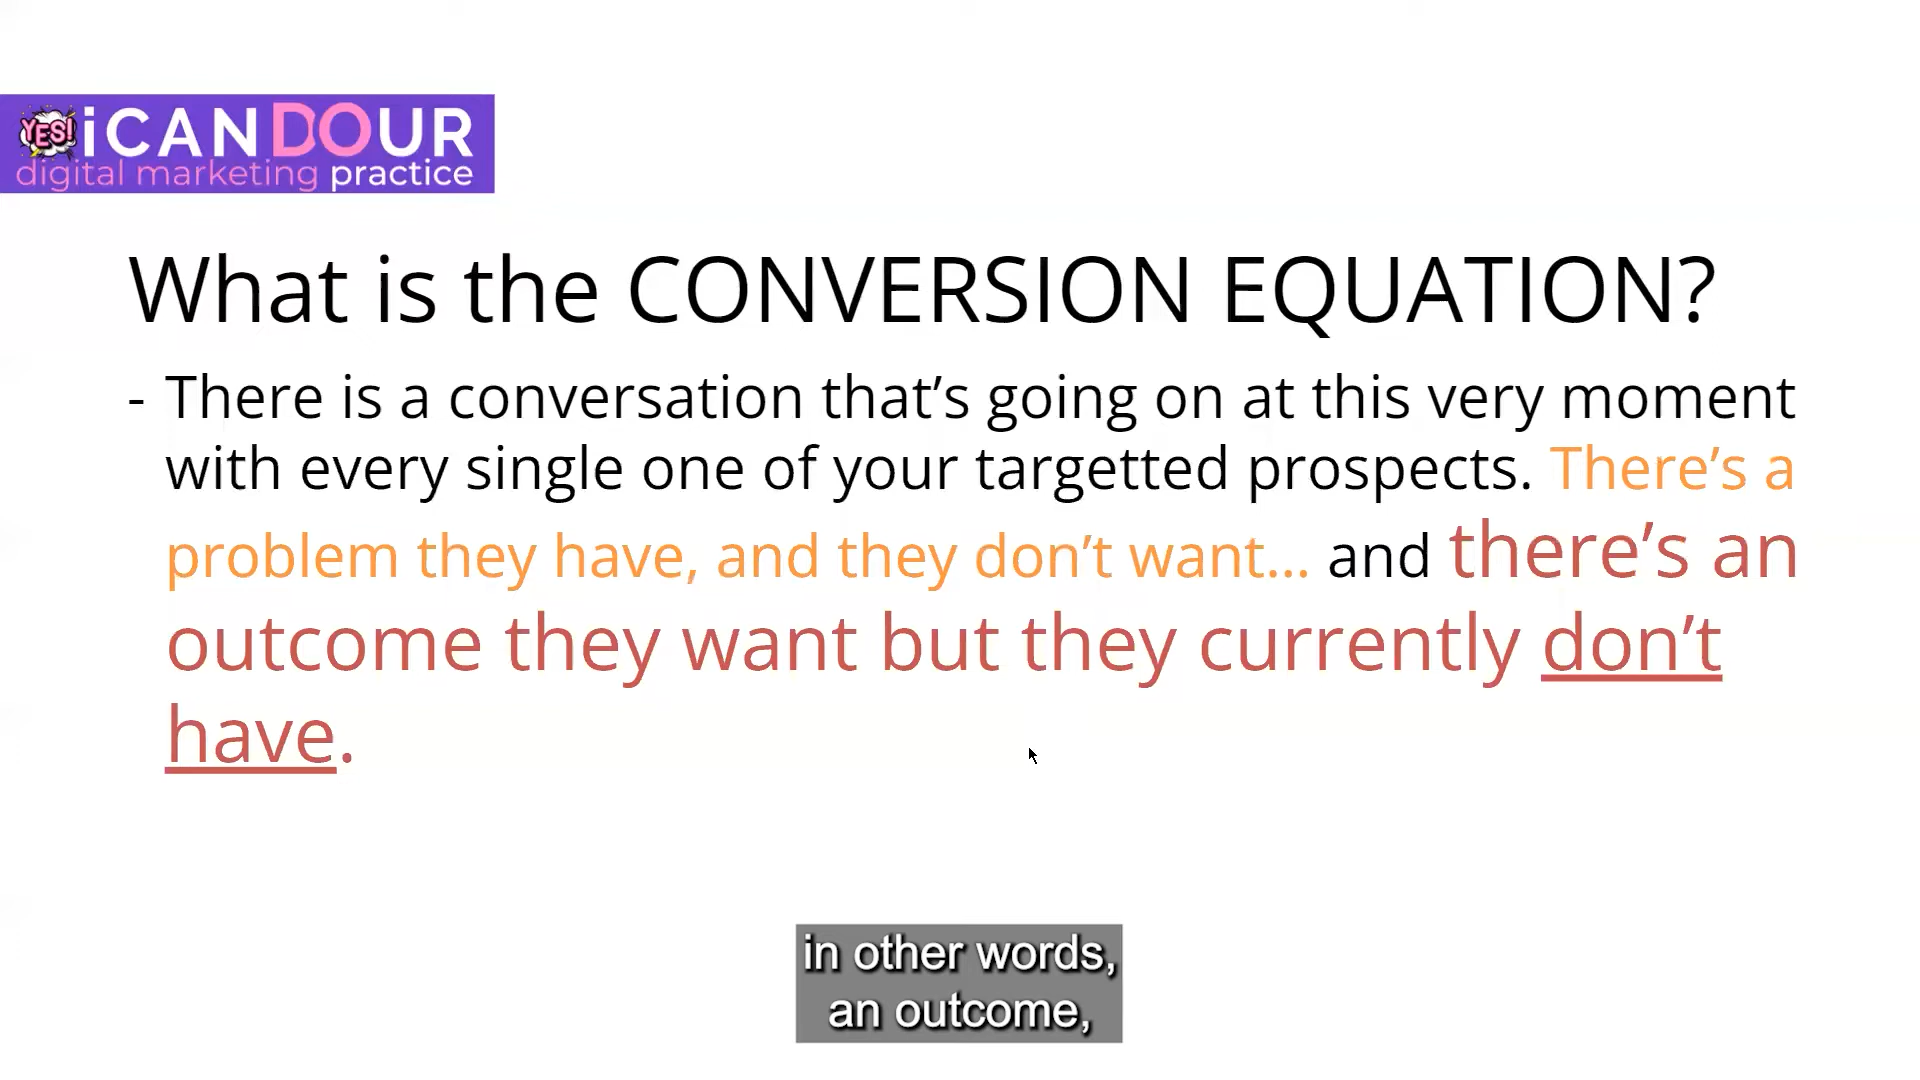 YES! iCANDOUR
digital marketing practice
What is the CONVERSION EQUATION?
- There is a conversation that’s going on at this very moment
with every single one of your targetted prospects. There’s a
problem they have, and they don’t want... and there’s an
outcome they want but they currently don’t
have.
in other words,
an outcome,